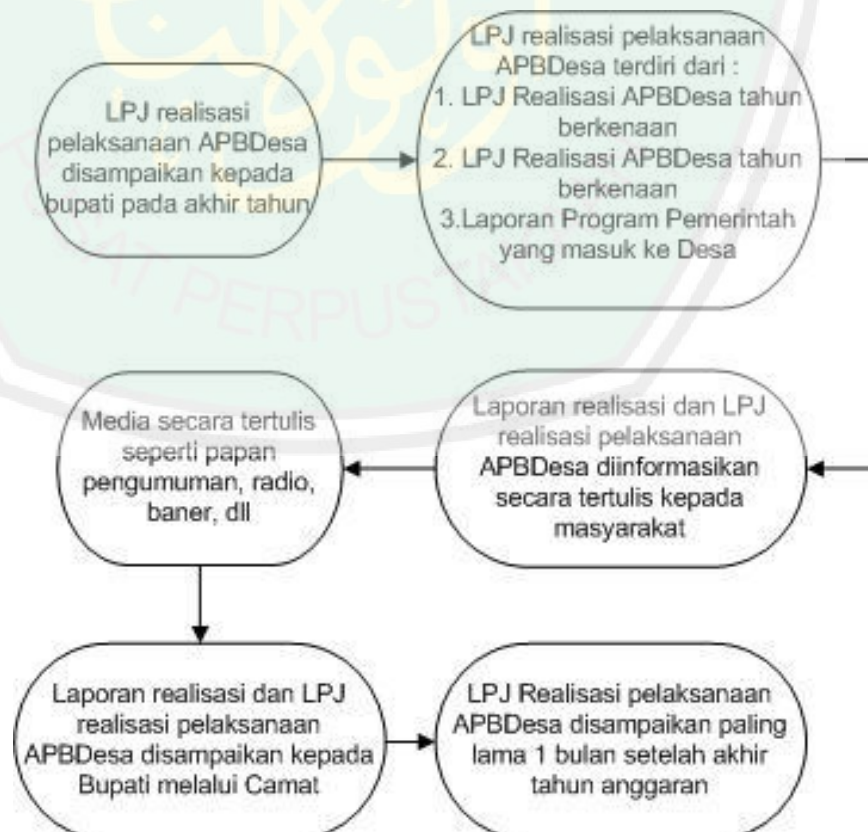 LPJ realisasi
pelaksanaan APBDesa
disampaikan kepada
bupati pada akhir tahun
LPJ realisasi pelaksanaan
APBDesa terdiri dari :
1. LPJ Realisasi APBDesa tahun
berkenaan
2. LPJ Realisasi APBDesa tahun
berkenaan
3.Laporan Program Pemerintah
yang masuk ke Desa
Laporan realisasi dan LPJ
realisasi pelaksanaan
APBDesa diinformasikan
secara tertulis kepada
masyarakat
Media secara tertulis
seperti papan
pengumuman, radio,
baner, dll
Laporan realisasi dan LPJ
realisasi pelaksanaan
APBDesa disampaikan kepada
Bupati melalui Camat
LPJ Realisasi pelaksanaan
APBDesa disampaikan paling
lama 1 bulan setelah akhir
tahun anggaran